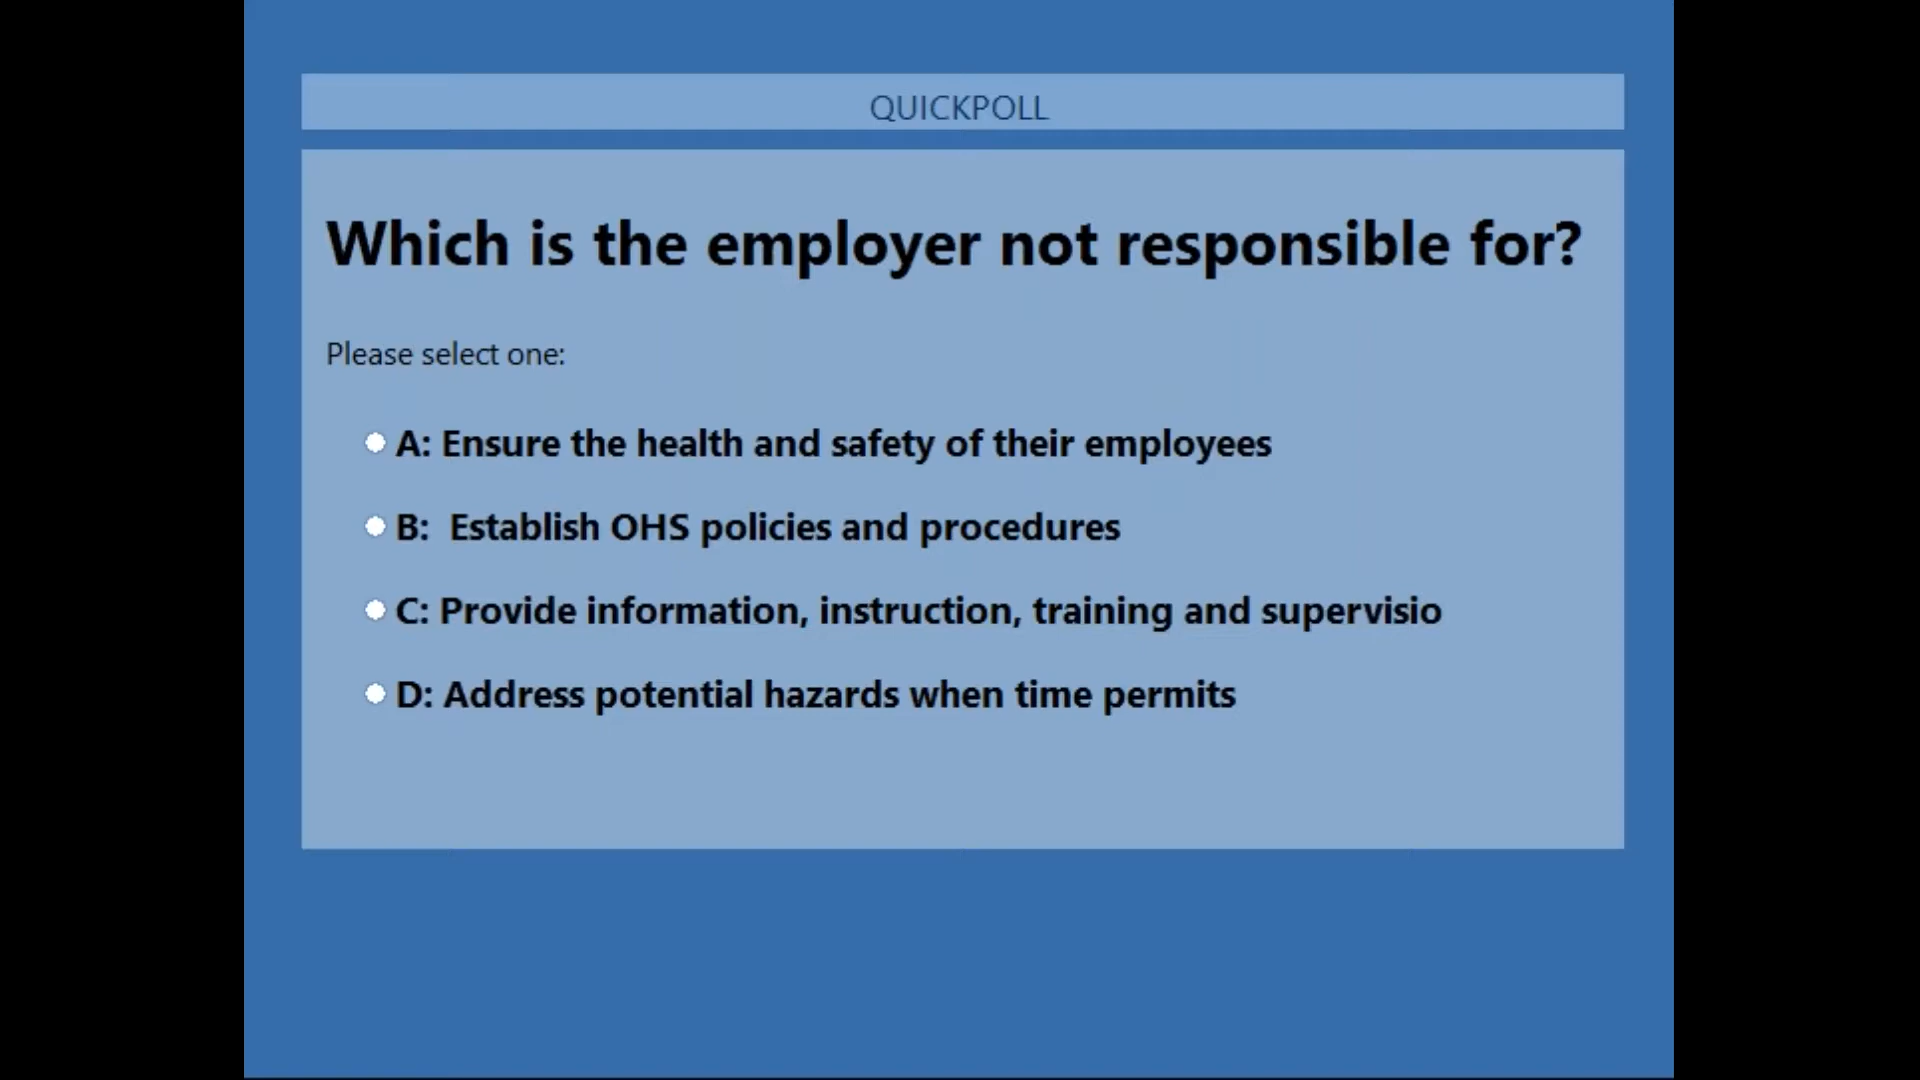 QUICKPOLL
Which is the employer not responsible for?
Please select one:
A: Ensure the health and safety of their employees
B: Establish OHS policies and procedures
C: Provide information, instruction, training and supervisio
D: Address potential hazards when time permits